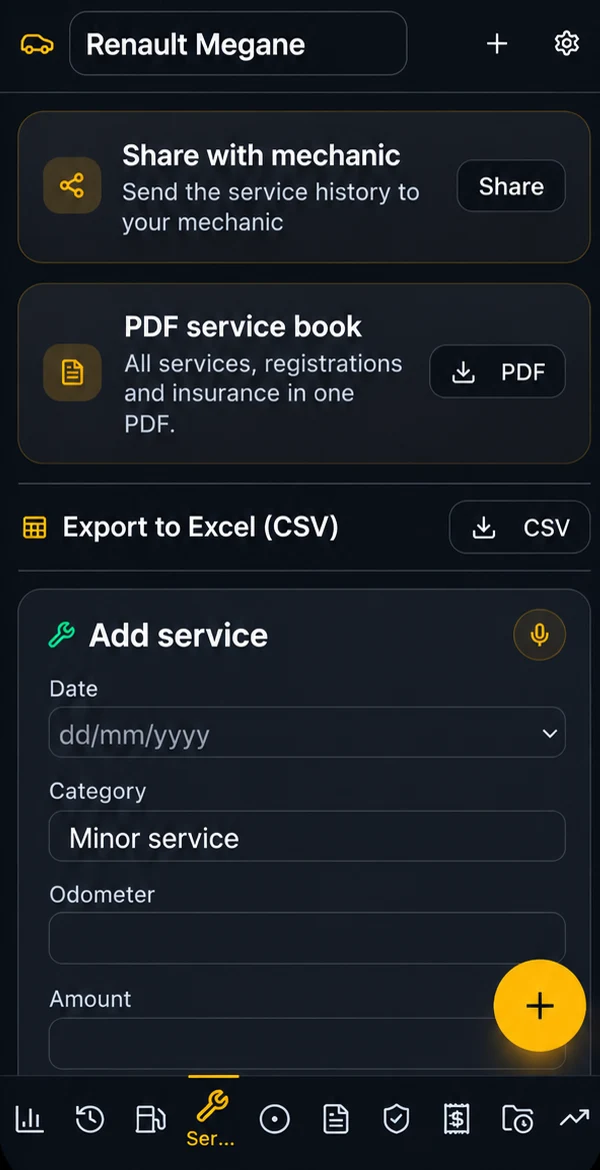 Renault Megane
Share with mechanic
Send the service history to
your mechanic
Share
PDF service book
All services, registrations
and insurance in one
PDF.
PDF
Export to Excel (CSV)
CSV
Add service
Date
dd/mm/yyyy
Category
Minor service
Odometer
Amount
Ser...